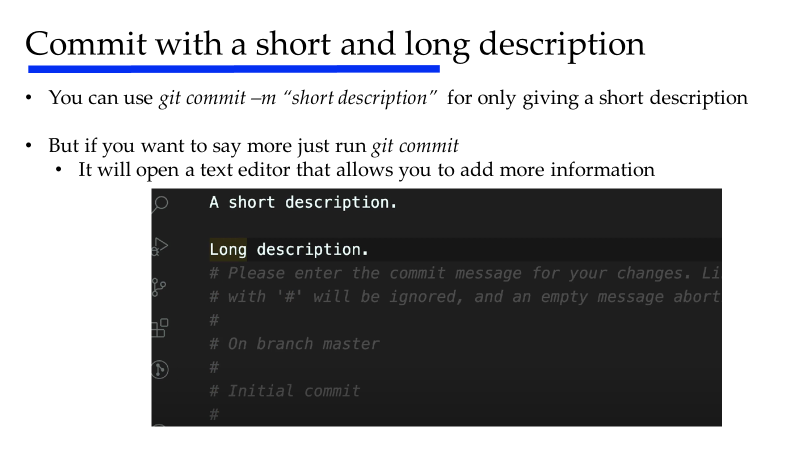 Commit with a short and long description
• You can use git commit –m “short description” for only giving a short description
• But if you want to say more just run git commit
• It will open a text editor that allows you to add more information
A short description.
Long description.
# Please enter the commit message for your changes. Li
# with '#' will be ignored, and an empty message abort
#
# On branch master
#
# Initial commit
#